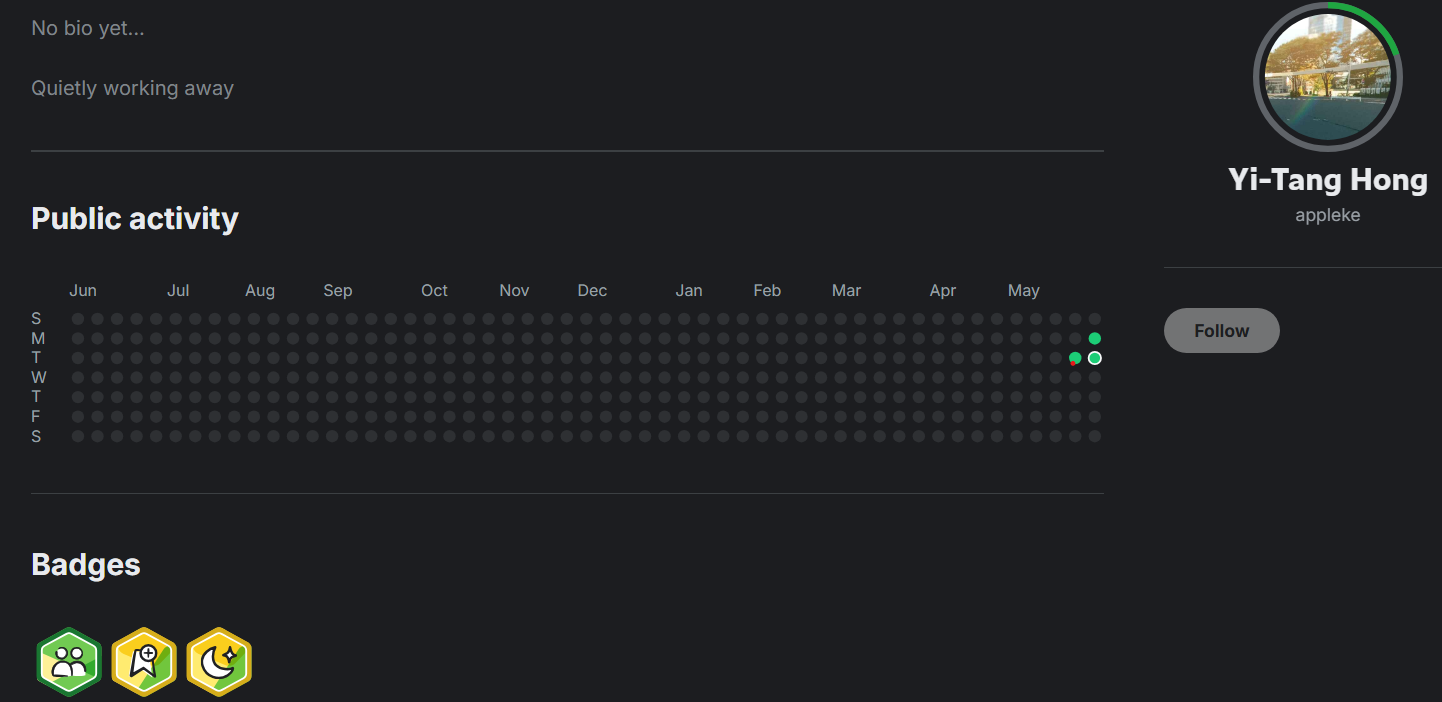 No bio yet...
Quietly working away
Public activity
Jun Jul Aug Sep Oct Nov Dec Jan Feb Mar Apr May
S
M
T
W
T
F
S
Badges
Yi-Tang Hong
appleke
Follow